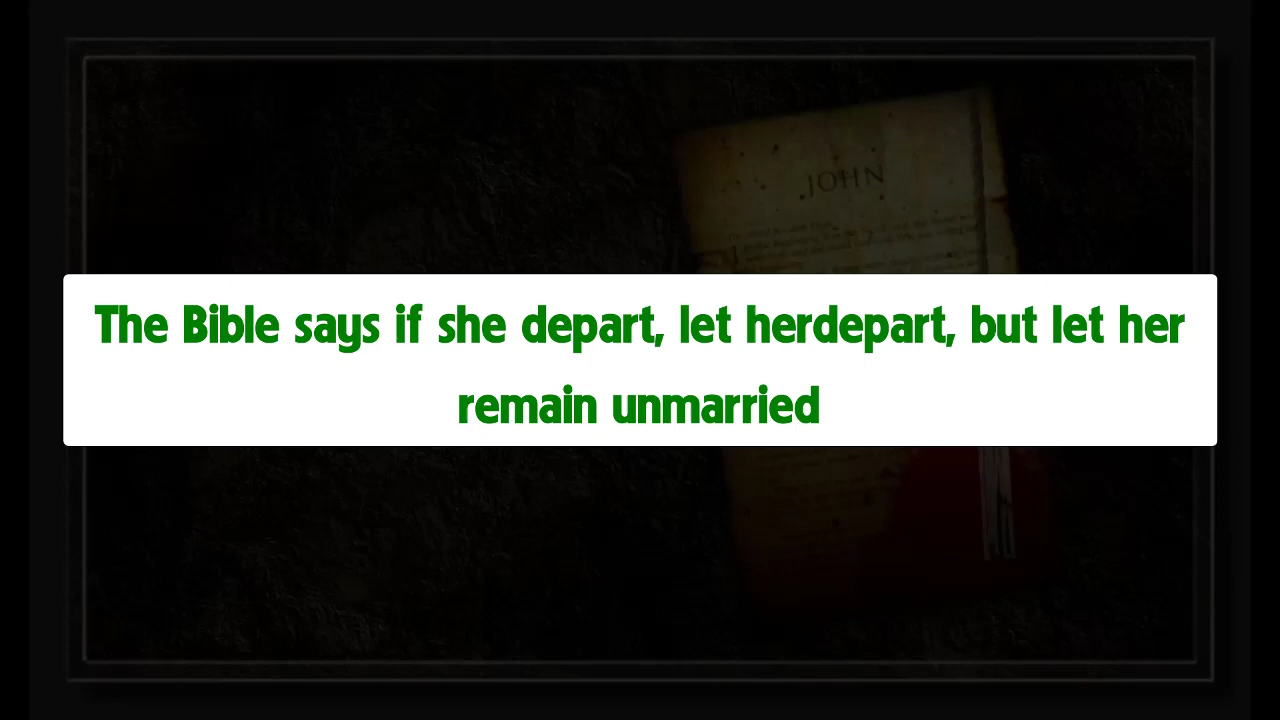 JOHN
The Bible says if she depart, let herdepart, but let her
remain unmarried